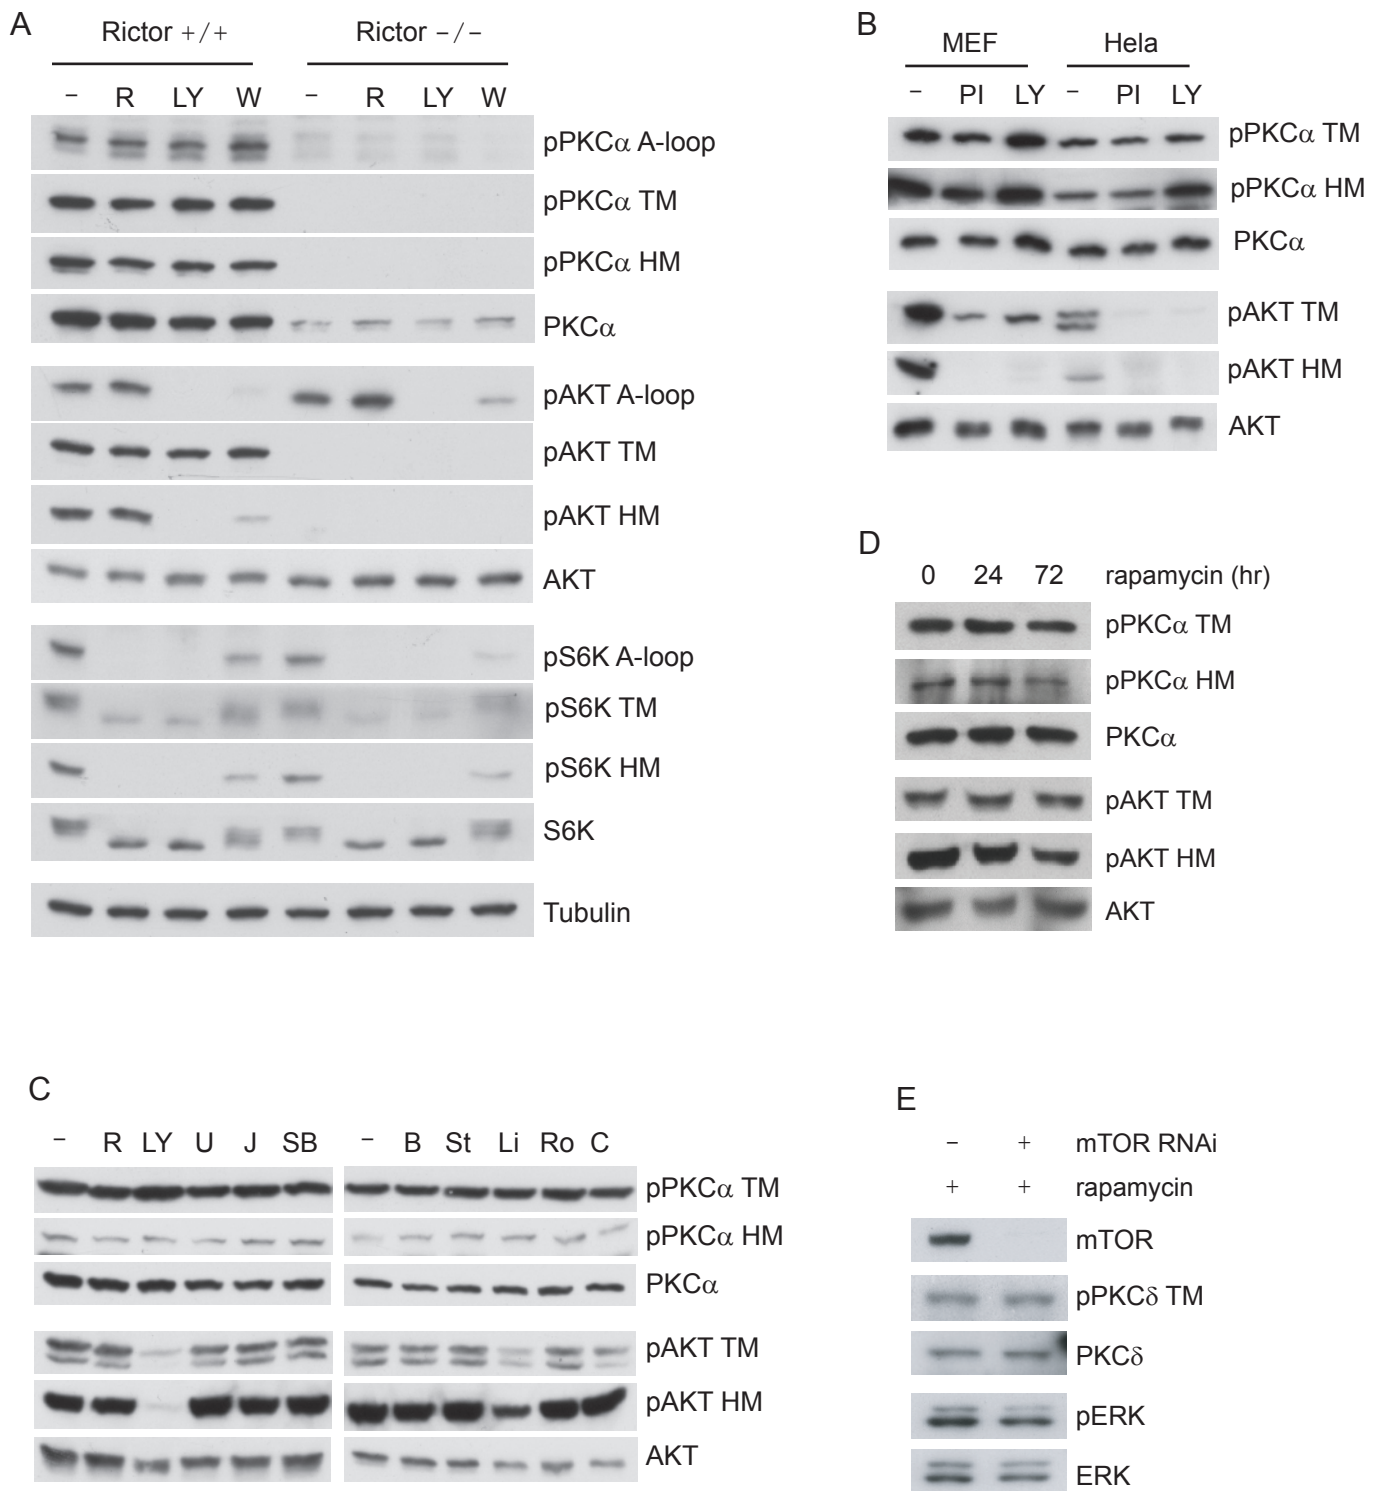 A
Rictor +/+ Rictor −/−
− R LY W − R LY W
pPKCα A-loop
pPKCα TM
pPKCα HM
PKCα
pAKT A-loop
pAKT TM
pAKT HM
AKT
pS6K A-loop
pS6K TM
pS6K HM
S6K
Tubulin
B
MEF Hela
− PI LY − PI LY
pPKCα TM
pPKCα HM
PKCα
pAKT TM
pAKT HM
AKT
D
0 24 72 rapamycin (hr)
pPKCα TM
pPKCα HM
PKCα
pAKT TM
pAKT HM
AKT
C
− R LY U J SB − B St Li Ro C
pPKCα TM
pPKCα HM
PKCα
pAKT TM
pAKT HM
AKT
E
− + mTOR RNAi
+ + rapamycin
mTOR
pPKCδ TM
PKCδ
pERK
ERK